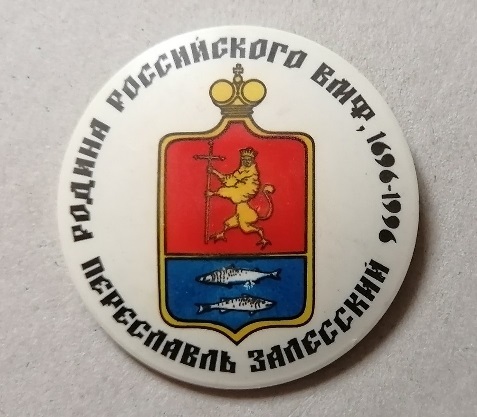 РОДИНА РОССИЙСКОГО ВМФ, 1696-1996
ПЕРЕСЛАВЛЬ ЗАЛЕССКИЙ